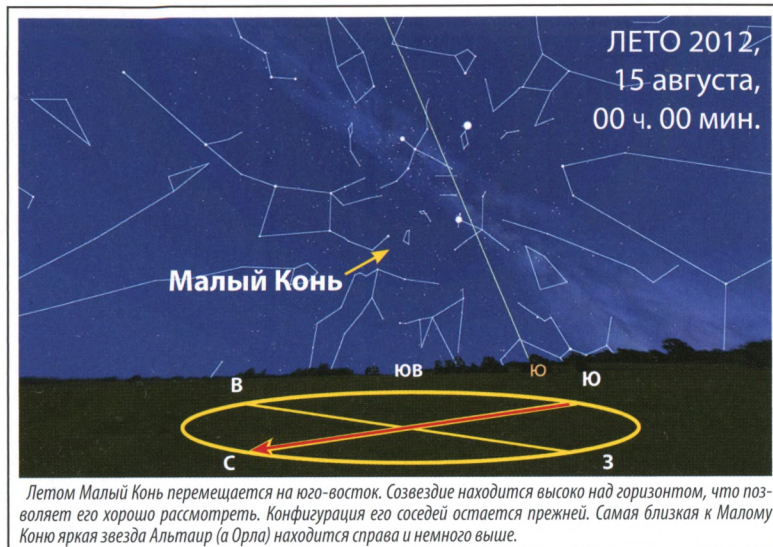 ЛЕТО 2012,
15 августа,
00 ч. 00 мин.
Малый Конь
В
ЮВ
Ю
Ю
С
З
Летом Малый Конь перемещается на юго-восток. Созвездие находится высоко над горизонтом, что поз-
воляет его хорошо рассмотреть. Конфигурация его соседей остается прежней. Самая близкая к Малому
Коню яркая звезда Альтаир (а Орла) находится справа и немного выше.